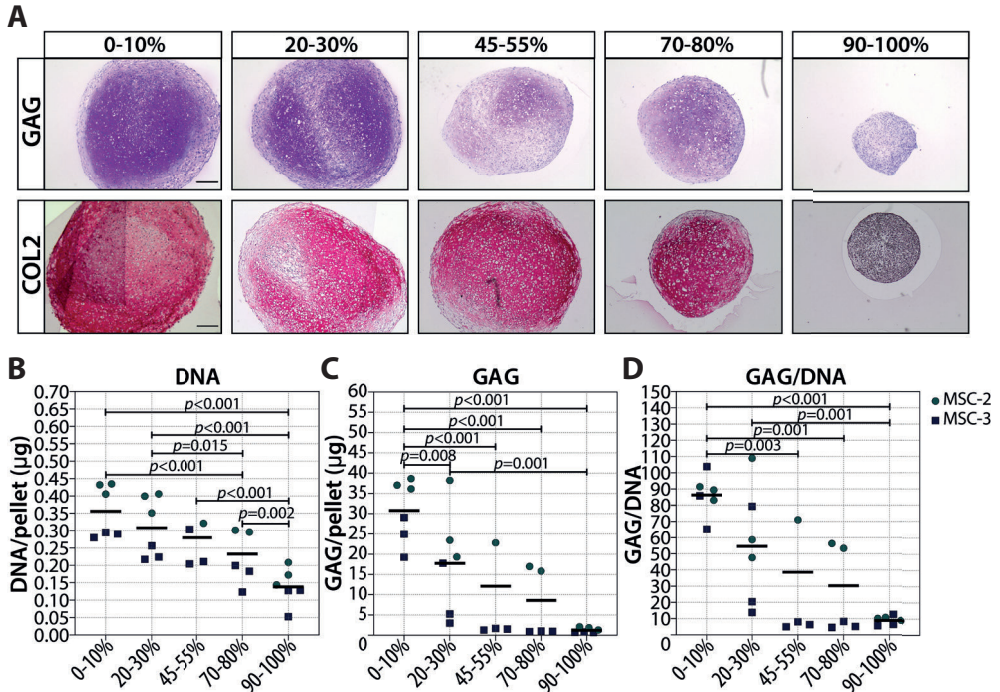 A
0-10%
20-30%
45-55%
70-80%
90-100%
GAG
COL2
B
DNA
DNA/pellet (µg)
0.70
0.65
0.60
0.55
0.50
0.45
0.40
0.35
0.30
0.25
0.20
0.15
0.10
0.05
0.00
p<0.001
p<0.001
p=0.015
p<0.001
p<0.001
p=0.002
0-10%
20-30%
45-55%
70-80%
90-100%
C
GAG
GAG/pellet (µg)
60
55
50
45
40
35
30
25
20
15
10
5
0
p<0.001
p<0.001
p<0.001
p=0.008
p=0.001
0-10%
20-30%
45-55%
70-80%
90-100%
D
GAG/DNA
GAG/DNA
150
140
130
120
110
100
90
80
70
60
50
40
30
20
10
0
p<0.001
p=0.001
p<0.001
p=0.003
0-10%
20-30%
45-55%
70-80%
90-100%
MSC-2
MSC-3